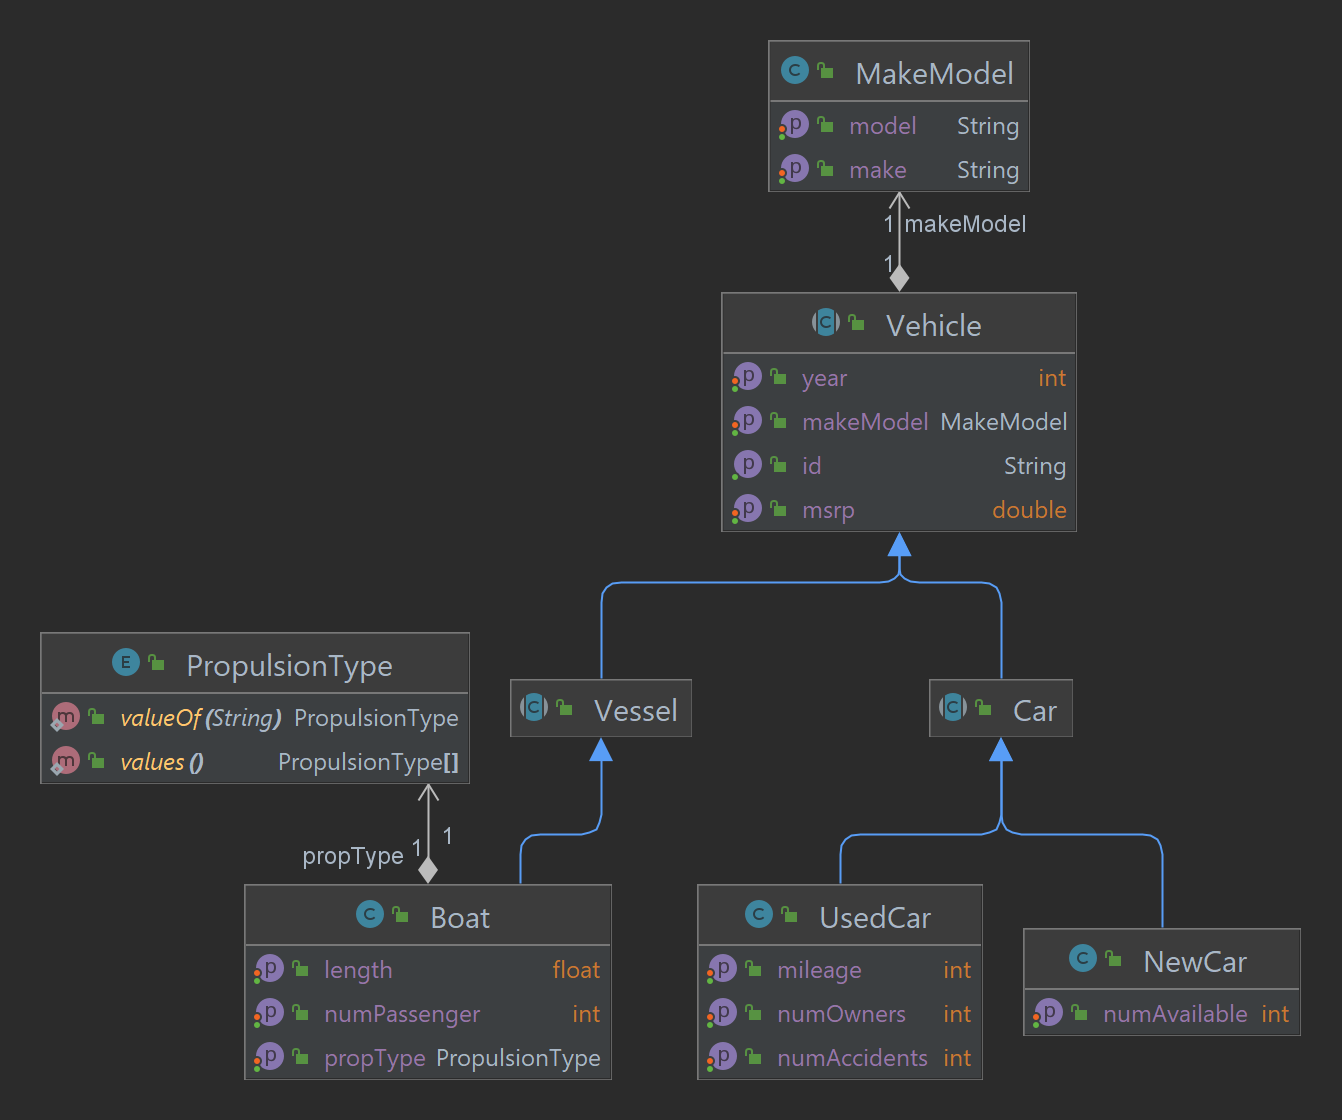 C MakeModel
p model String
p make String
1 makeModel
1
C Vehicle
p year int
p makeModel MakeModel
p id String
p msrp double
E PropulsionType
m valueOf(String) PropulsionType
m values() PropulsionType[]
C Vessel
C Car
propType 1 1
C Boat
p length float
p numPassenger int
p propType PropulsionType
C UsedCar
p mileage int
p numOwners int
p numAccidents int
C NewCar
p numAvailable int